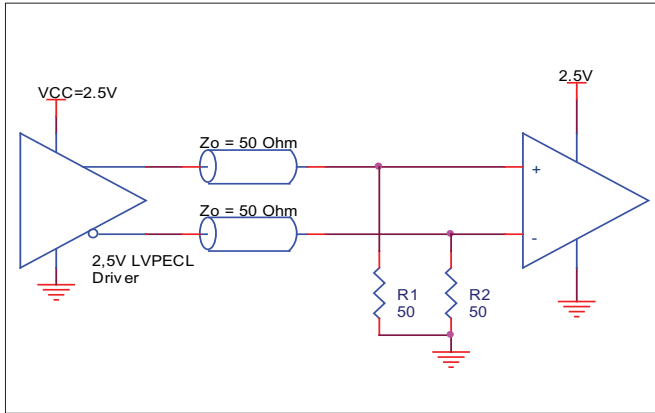 VCC=2.5V
2.5V
Zo = 50 Ohm
+
Zo = 50 Ohm
-
2,5V LVPECL
Driver
R1
50
R2
50